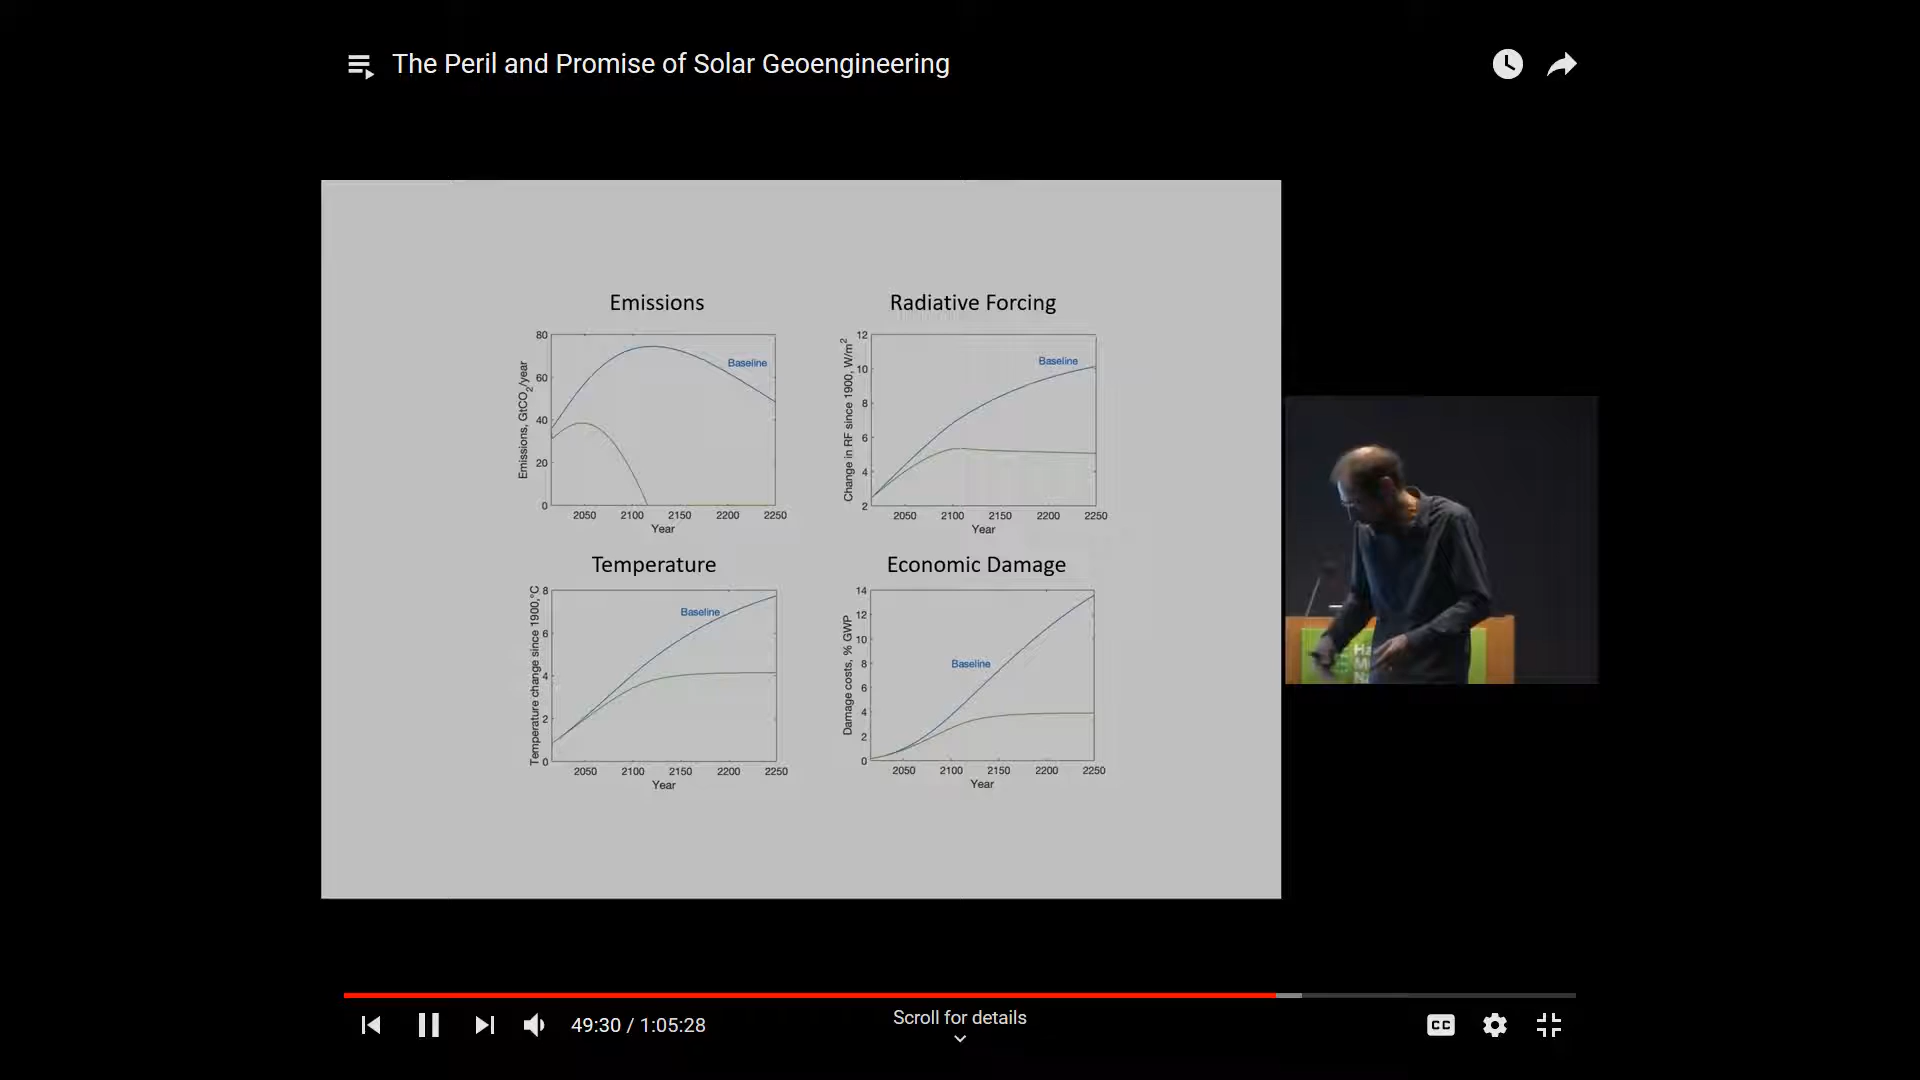 The Peril and Promise of Solar Geoengineering
Emissions
Emissions, GtCO2/year
80
60
40
20
0
Baseline
2050 2100 2150 2200 2250
Year
Radiative Forcing
Change in RF since 1900, W/m2
12
10
8
6
4
2
Baseline
2050 2100 2150 2200 2250
Year
Temperature
Temperature change since 1900,°C
8
6
4
2
0
Baseline
2050 2100 2150 2200 2250
Year
Economic Damage
Damage costs, % GWP
14
12
10
8
6
4
2
0
Baseline
2050 2100 2150 2200 2250
Year
Ha
M
N
49:30 / 1:05:28
Scroll for details
CC